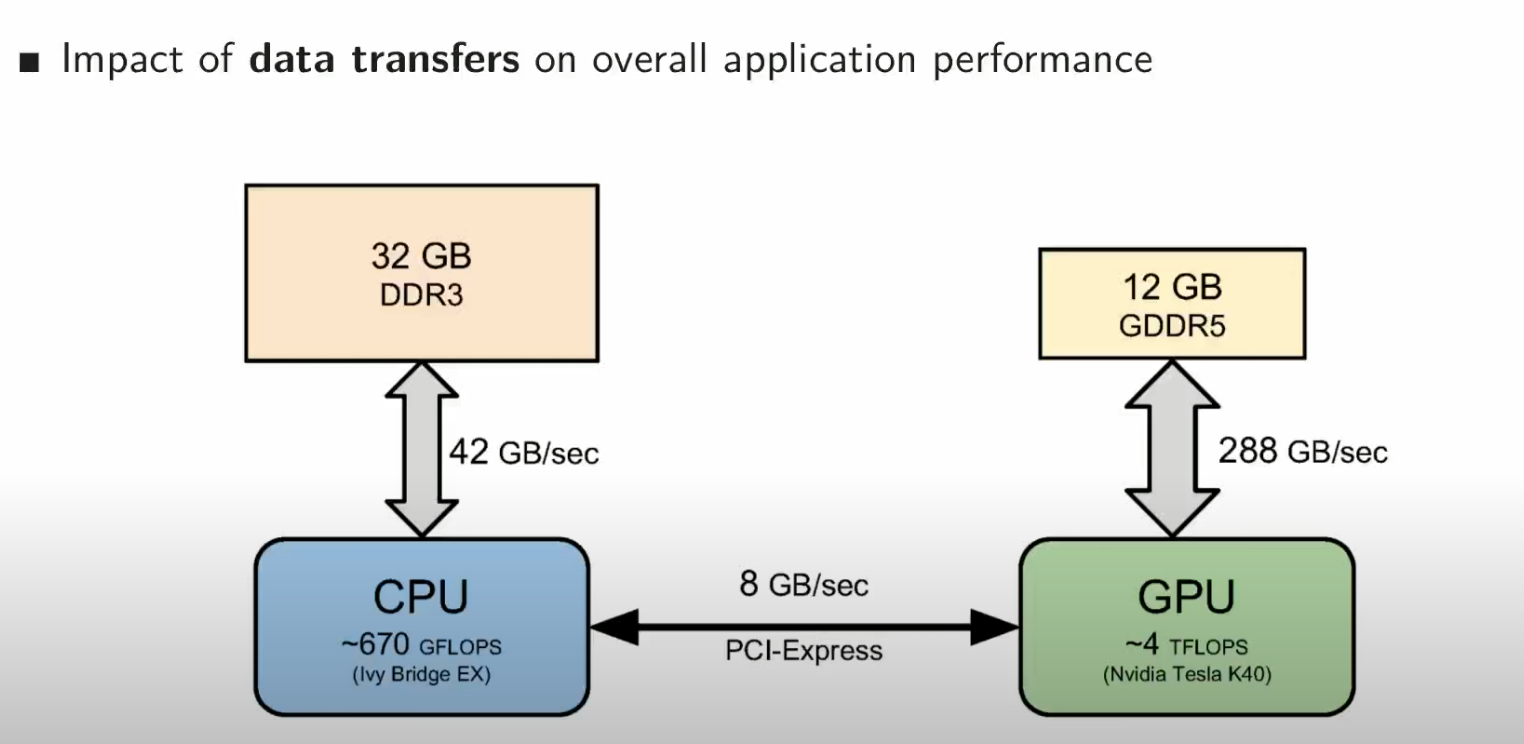 Impact of data transfers on overall application performance
32 GB
DDR3
12 GB
GDDR5
42 GB/sec
288 GB/sec
CPU
~670 GFLOPS
(Ivy Bridge EX)
8 GB/sec
PCI-Express
GPU
~4 TFLOPS
(Nvidia Tesla K40)